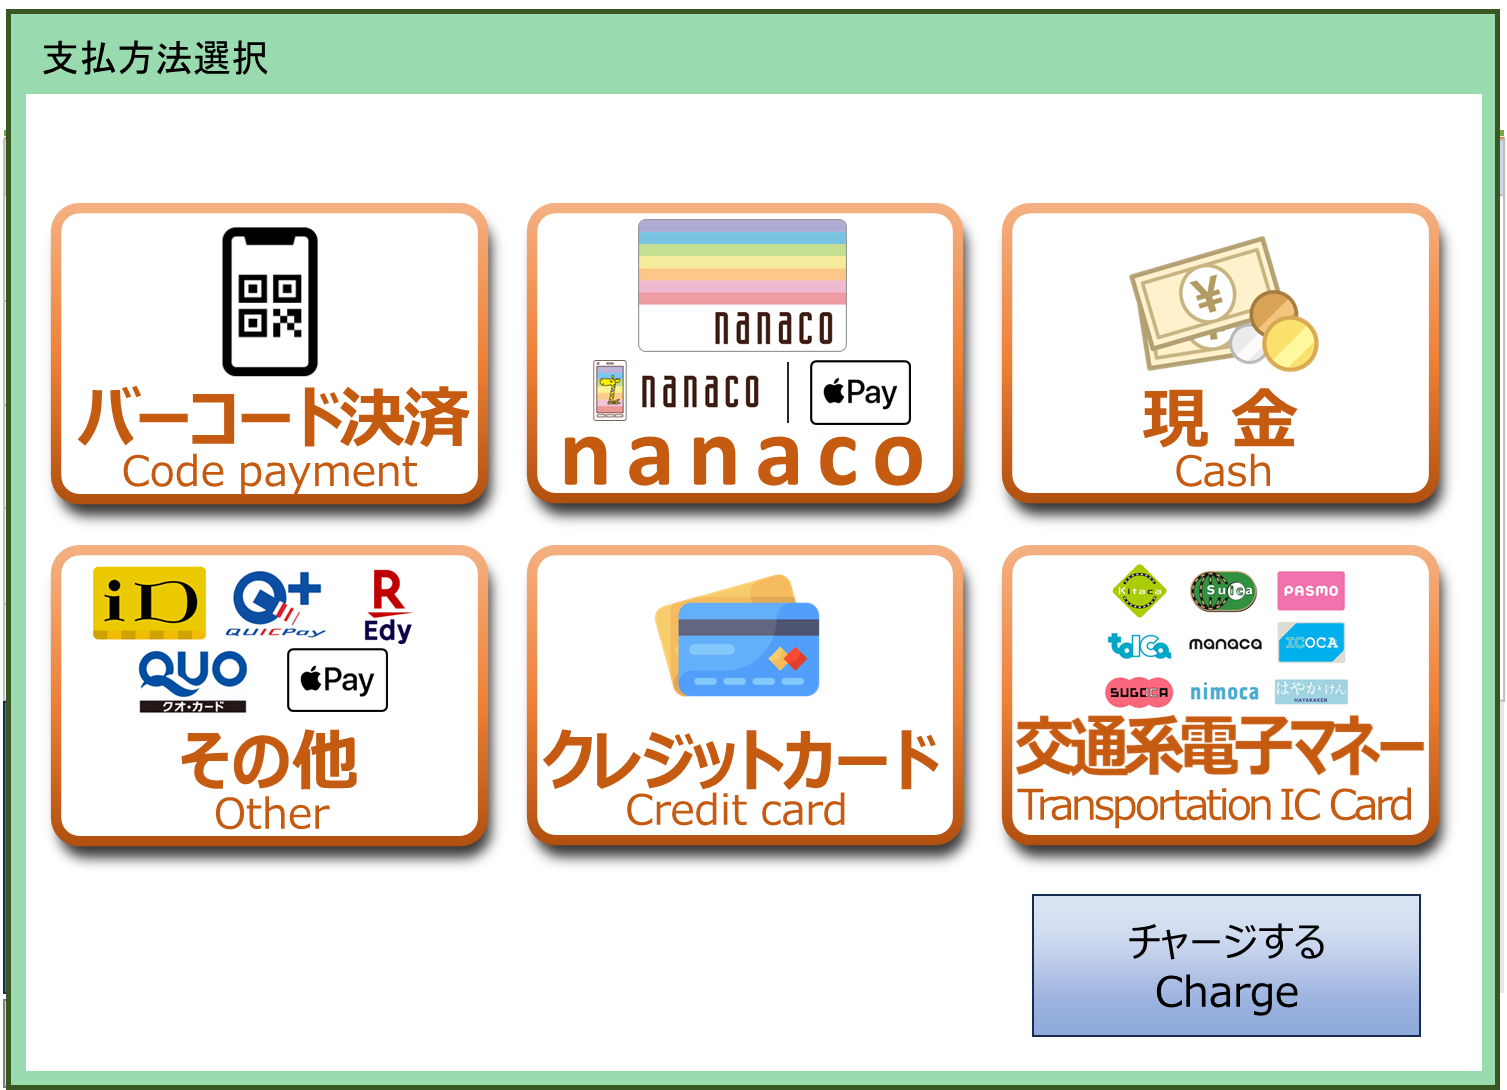 支払方法選択
バーコード決済
Code payment
nanaco
nanaco
Pay
nanaco
¥
現金
Cash
iD
QUICPay
R
Edy
QUO
クオ・カード
Pay
その他
Other
クレジットカード
Credit card
Kitaca
Suica
PASMO
toICa
manaca
ICOCA
SUGOCA
nimoca
はやかけん
HAYAKAKEN
交通系電子マネー
Transportation IC Card
チャージする
Charge